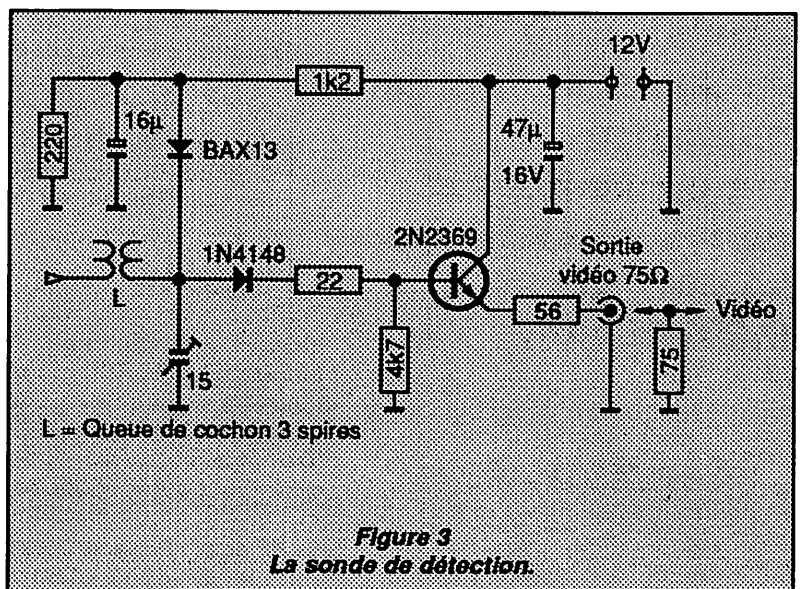 12V
1k2
220
16µ
BAX13
47µ
16V
2N2369
1N4148
22
Sortie
vidéo 75Ω
L
56
Vidéo
4k7
75
15
L = Queue de cochon 3 spires
Figure 3
La sonde de détection.